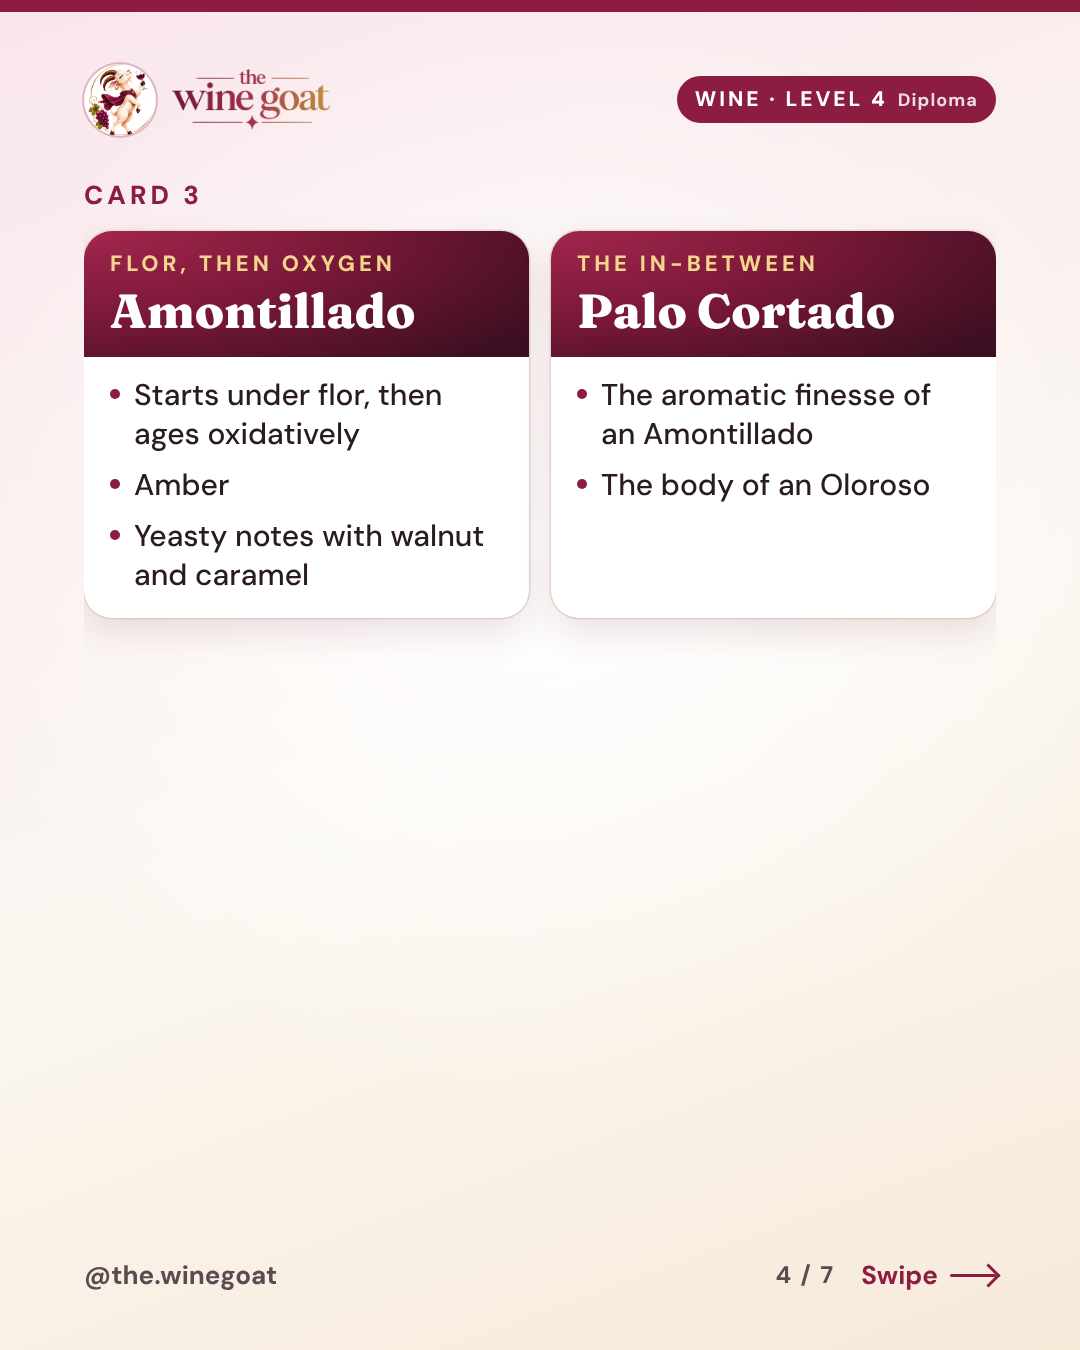 the
wine goat
WINE · LEVEL 4 Diploma
CARD 3
FLOR, THEN OXYGEN
Amontillado
• Starts under flor, then
ages oxidatively
• Amber
• Yeasty notes with walnut
and caramel
THE IN-BETWEEN
Palo Cortado
• The aromatic finesse of
an Amontillado
• The body of an Oloroso
@the.winegoat
4 / 7
Swipe